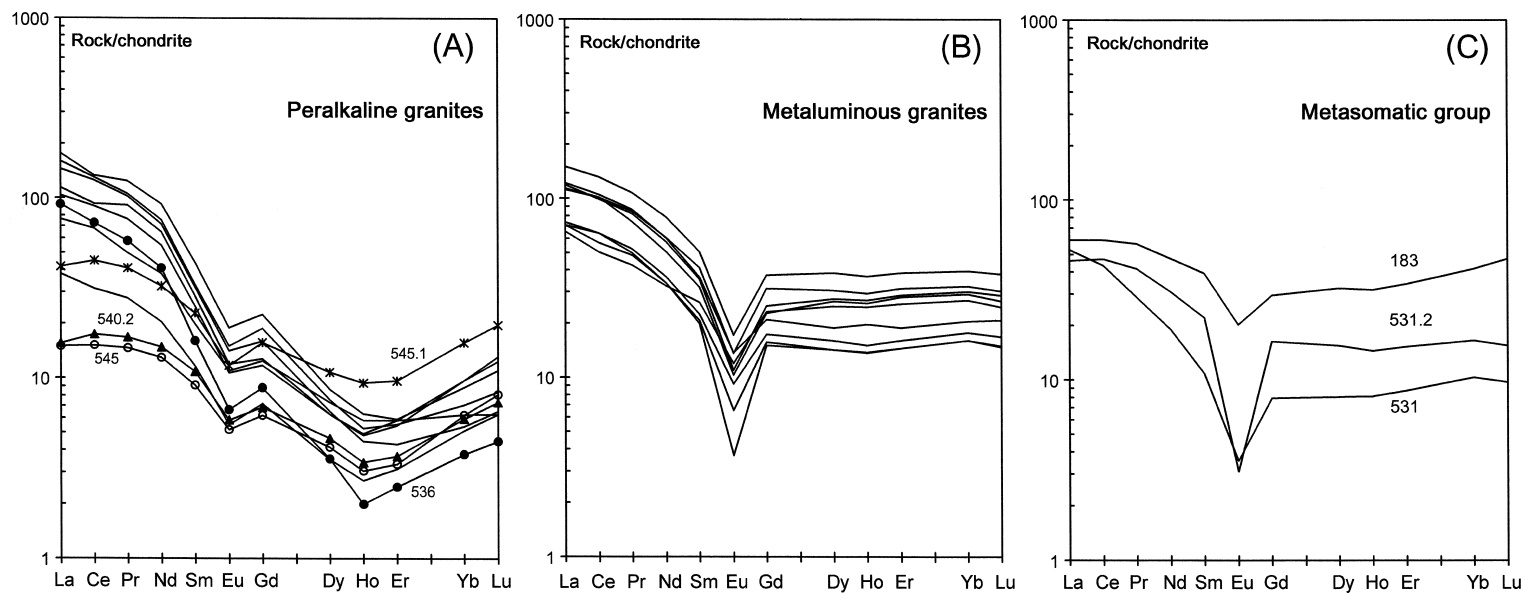 1000
Rock/chondrite
(A)
Peralkaline granites
100
540.2
545
545.1
10
536
1
La Ce Pr Nd Sm Eu Gd Dy Ho Er Yb Lu
1000
Rock/chondrite
(B)
Metaluminous granites
100
10
1
La Ce Pr Nd Sm Eu Gd Dy Ho Er Yb Lu
1000
Rock/chondrite
(C)
Metasomatic group
100
183
531.2
10
531
1
La Ce Pr Nd Sm Eu Gd Dy Ho Er Yb Lu